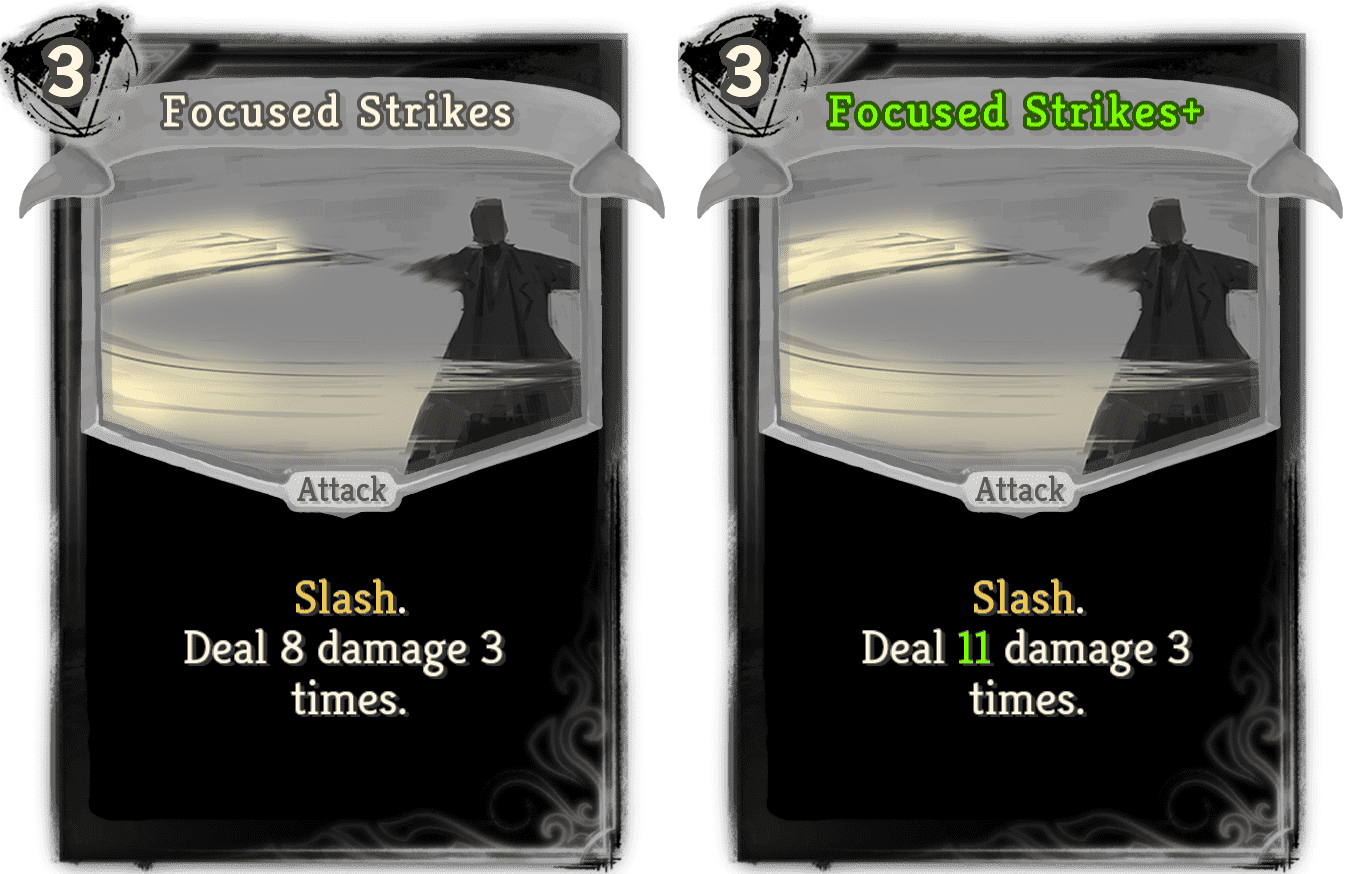 3
Focused Strikes
Attack
Slash.
Deal 8 damage 3
times.
3
Focused Strikes+
Attack
Slash.
Deal 11 damage 3
times.